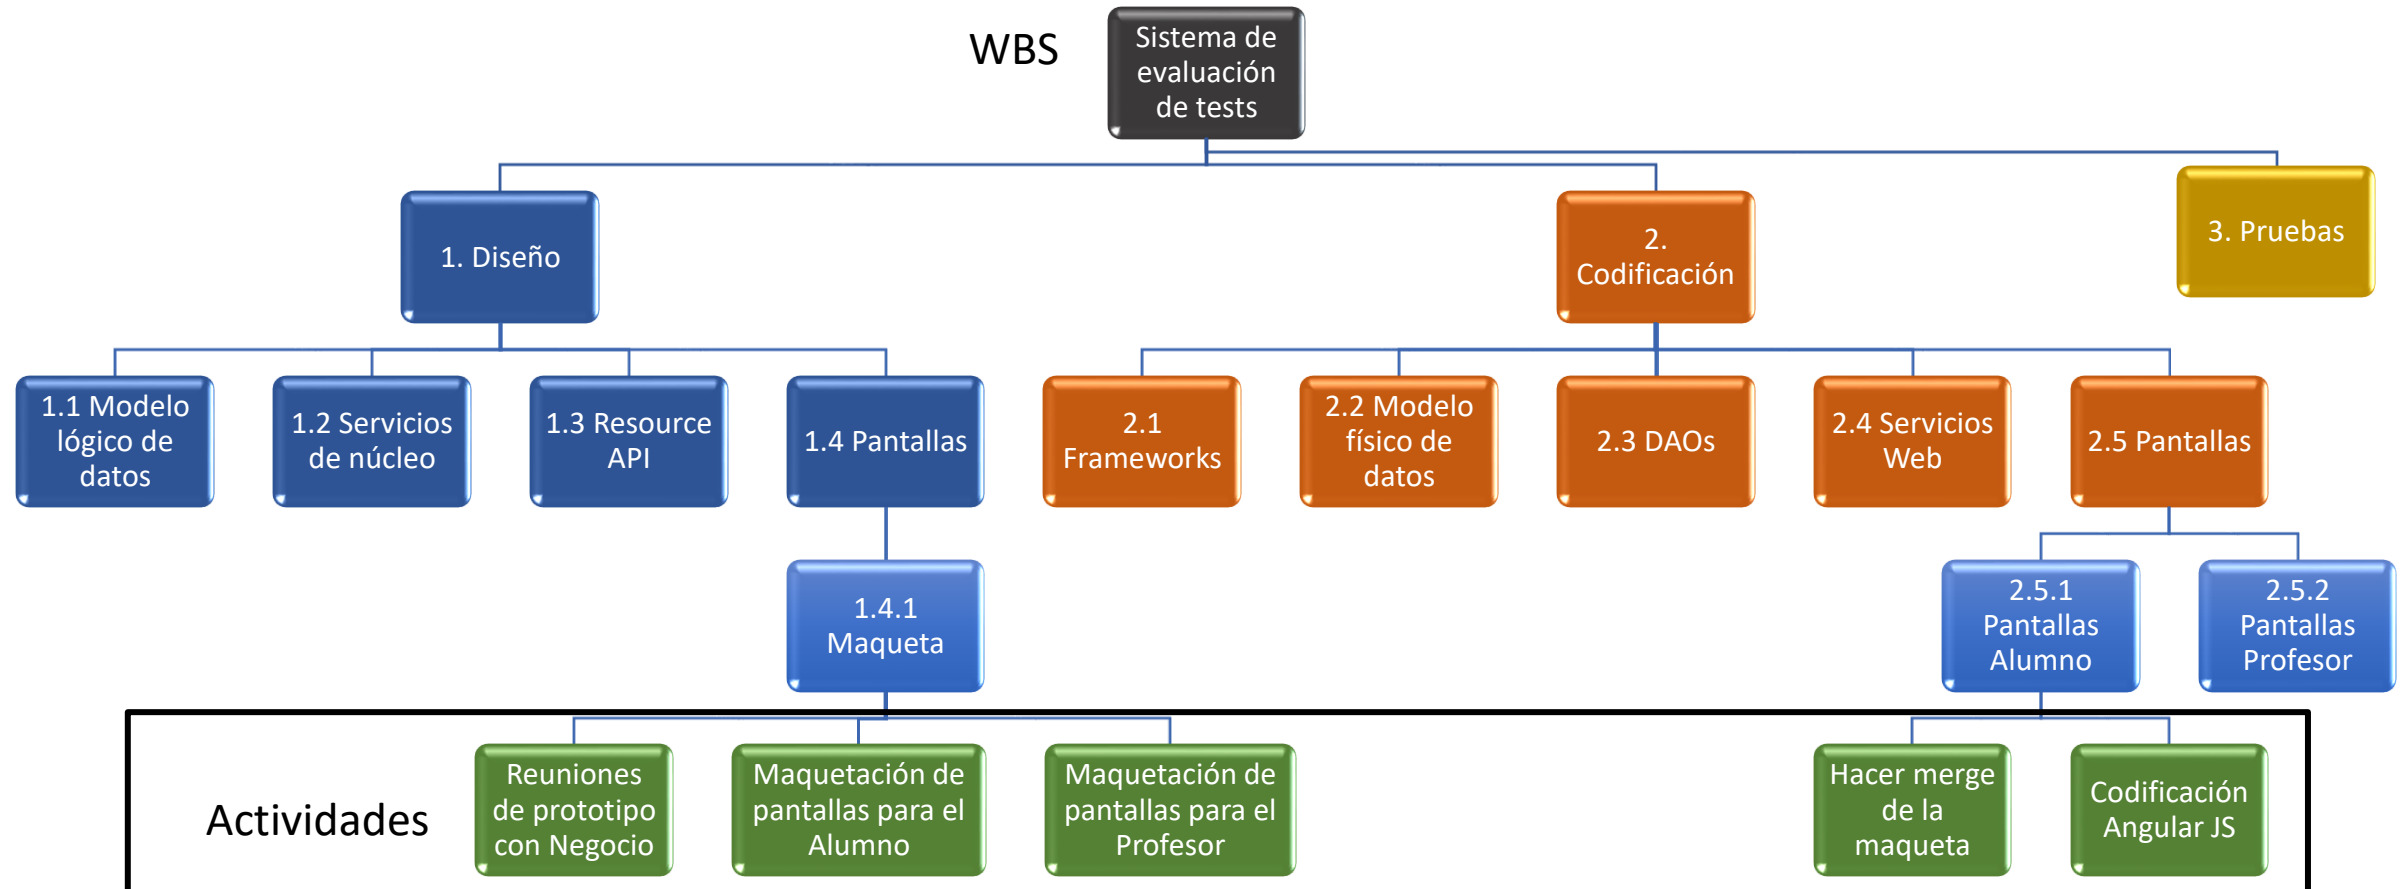 WBS
Sistema de
evaluación
de tests
1. Diseño
2.
Codificación
3. Pruebas
1.1 Modelo
lógico de
datos
1.2 Servicios
de núcleo
1.3 Resource
API
1.4 Pantallas
2.1
Frameworks
2.2 Modelo
físico de
datos
2.3 DAOs
2.4 Servicios
Web
2.5 Pantallas
1.4.1
Maqueta
2.5.1
Pantallas
Alumno
2.5.2
Pantallas
Profesor
Actividades
Reuniones
de prototipo
con Negocio
Maquetación de
pantallas para el
Alumno
Maquetación de
pantallas para el
Profesor
Hacer merge
de la
maqueta
Codificación
Angular JS